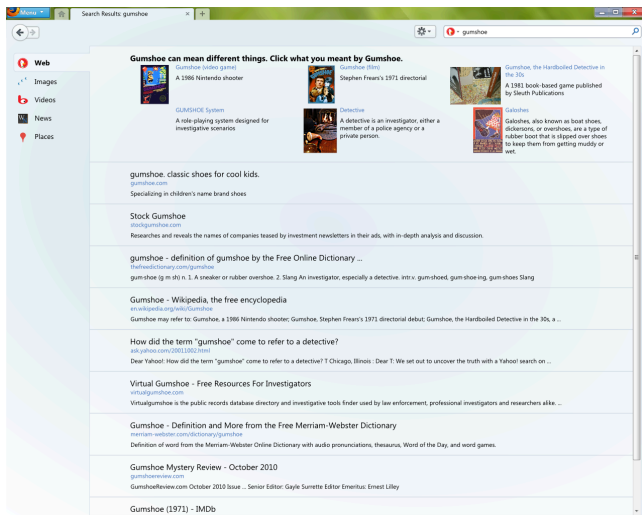 Menu
Search Results: gumshoe
gumshoe
Web
Images
Videos
News
Places
Gumshoe can mean different things. Click what you meant by Gumshoe.
Gumshoe (video game)
A 1986 Nintendo shooter
Gumshoe (film)
Stephen Frears's 1971 directorial
Gumshoe, the Hardboiled Detective in
the 30s
A 1981 book-based game published
by Sleuth Publications
GUMSHOE System
A role-playing system designed for
investigative scenarios
Detective
A detective is an investigator, either a
member of a police agency or a
private person.
Galoshes
Galoshes, also known as boat shoes,
dickersons, or overshoes, are a type of
rubber boot that is slipped over shoes
to keep them from getting muddy or
wet.
gumshoe. classic shoes for cool kids.
gumshoe.com
Specializing in children's name brand shoes
Stock Gumshoe
stockgumshoe.com
Researches and reveals the names of companies teased by investment newsletters in their ads, with in-depth analysis and discussion.
gumshoe - definition of gumshoe by the Free Online Dictionary ...
thefreedictionary.com/gumshoe
gum·shoe (g m sh) n. 1. A sneaker or rubber overshoe. 2. Slang An investigator, especially a detective. intr.v. gum·shoed, gum·shoe·ing, gum·shoes Slang
Gumshoe - Wikipedia, the free encyclopedia
en.wikipedia.org/wiki/Gumshoe
Gumshoe may refer to: Gumshoe, a 1986 Nintendo shooter; Gumshoe, Stephen Frears's 1971 directorial debut; Gumshoe, the Hardboiled Detective in the 30s, a ...
How did the term "gumshoe" come to refer to a detective?
ask.yahoo.com/20011002.html
Dear Yahoo!: How did the term "gumshoe" come to refer to a detective? T Chicago, Illinois : Dear T: We set out to uncover the truth with a Yahoo! search on ...
Virtual Gumshoe - Free Resources For Investigators
virtualgumshoe.com
Virtualgumshoe is the public records database directory and investigative tools finder used by law enforcement, professional investigators and researchers alike. ...
Gumshoe - Definition and More from the Free Merriam-Webster Dictionary
merriam-webster.com/dictionary/gumshoe
Definition of word from the Merriam-Webster Online Dictionary with audio pronunciations, thesaurus, Word of the Day, and word games.
Gumshoe Mystery Review - October 2010
gumshoereview.com
GumshoeReview.com October 2010 Issue ... Senior Editor: Gayle Surrette Editor Emeritus: Ernest Lilley
Gumshoe (1971) - IMDb